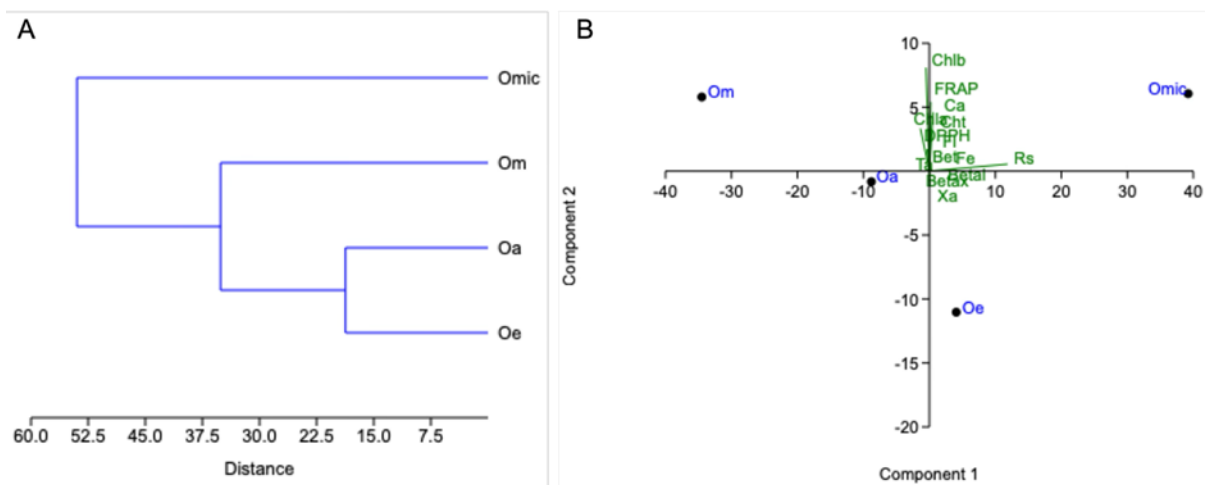 A
Omic
Om
Oa
Oe
60.0 52.5 45.0 37.5 30.0 22.5 15.0 7.5
Distance
B
10
Chlb
Om
Omic
FRAP
5
Ca
Chla
Cht
DPPH
Fl
Bet
Fe
Rs
Ta
Oa
Betal
Betax
Xa
-40 -30 -20 -10 10 20 30 40
-5
-10
Oe
-15
-20
Component 2
Component 1